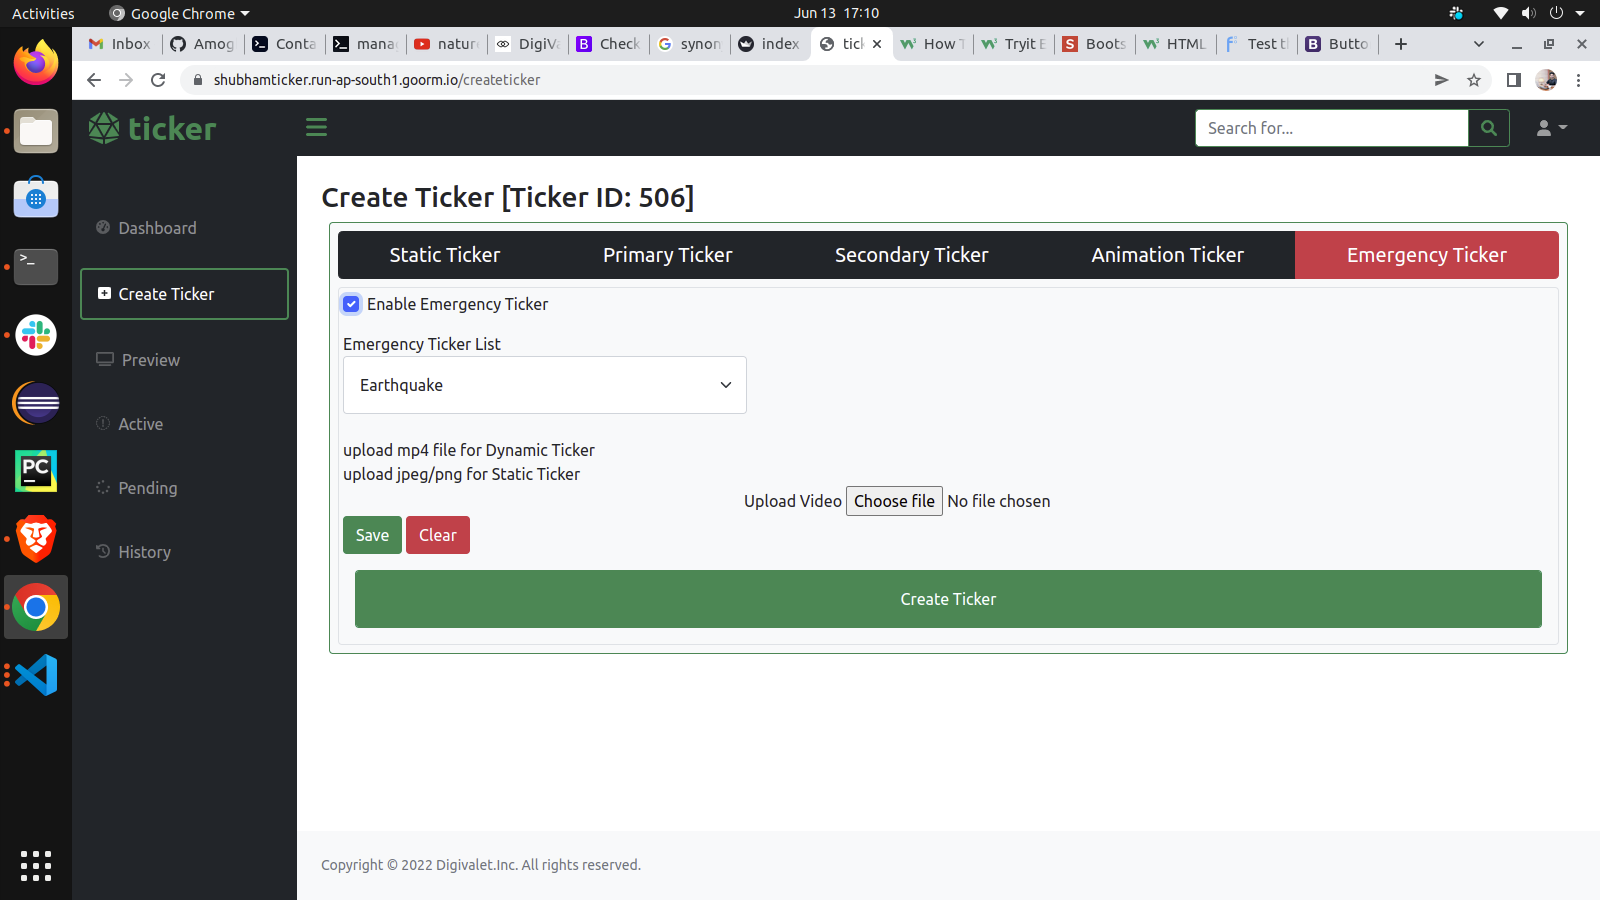 Activities Google Chrome Jun 13 17:10
Inbox Amog Conta mana natur DigiVa Check synon index tick How T Tryit E Boots HTML Test t Butto
shubhamticker.run-ap-south1.goorm.io/createticker
ticker Search for...
Create Ticker [Ticker ID: 506]
Dashboard
Create Ticker
Preview
Active
Pending
History
Static Ticker Primary Ticker Secondary Ticker Animation Ticker Emergency Ticker
Enable Emergency Ticker
Emergency Ticker List
Earthquake
upload mp4 file for Dynamic Ticker
upload jpeg/png for Static Ticker
Upload Video Choose file No file chosen
Save Clear
Create Ticker
Copyright © 2022 Digivalet.Inc. All rights reserved.